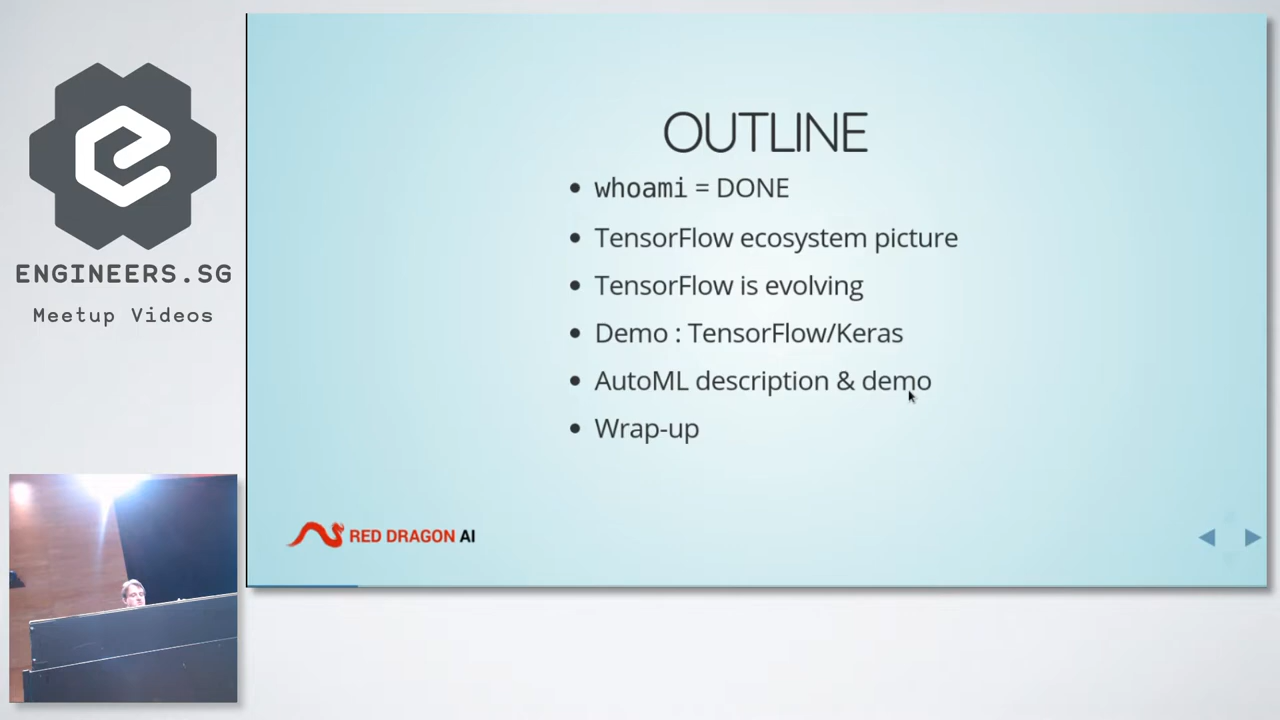 ENGINEERS.SG
Meetup Videos
OUTLINE
whoami = DONE
TensorFlow ecosystem picture
TensorFlow is evolving
Demo : TensorFlow/Keras
AutoML description & demo
Wrap-up
RED DRAGON AI